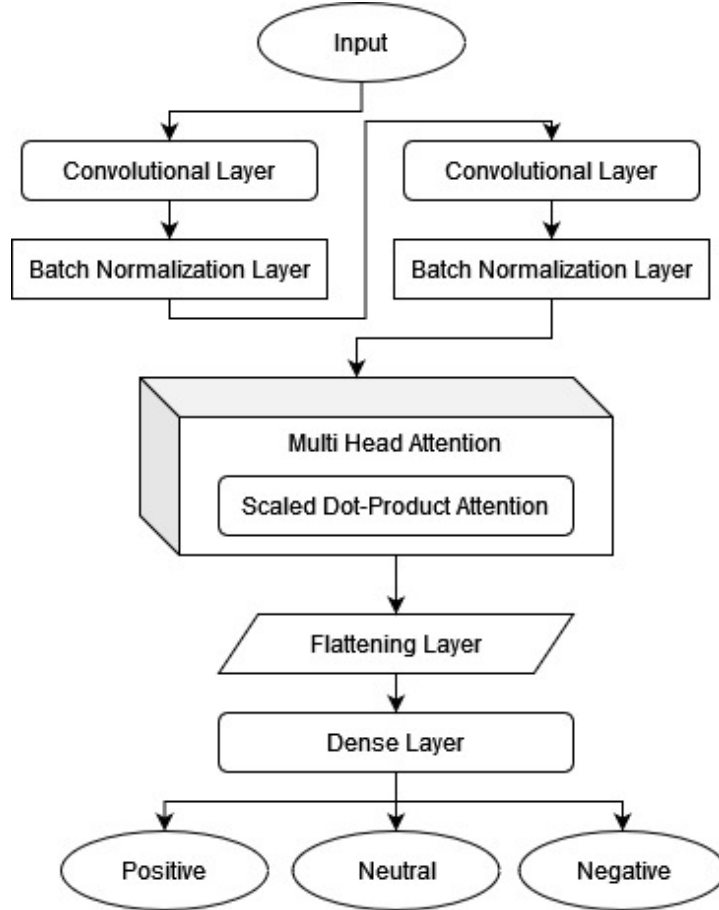 Input
Convolutional Layer
Batch Normalization Layer
Convolutional Layer
Batch Normalization Layer
Multi Head Attention
Scaled Dot-Product Attention
Flattening Layer
Dense Layer
Positive
Neutral
Negative